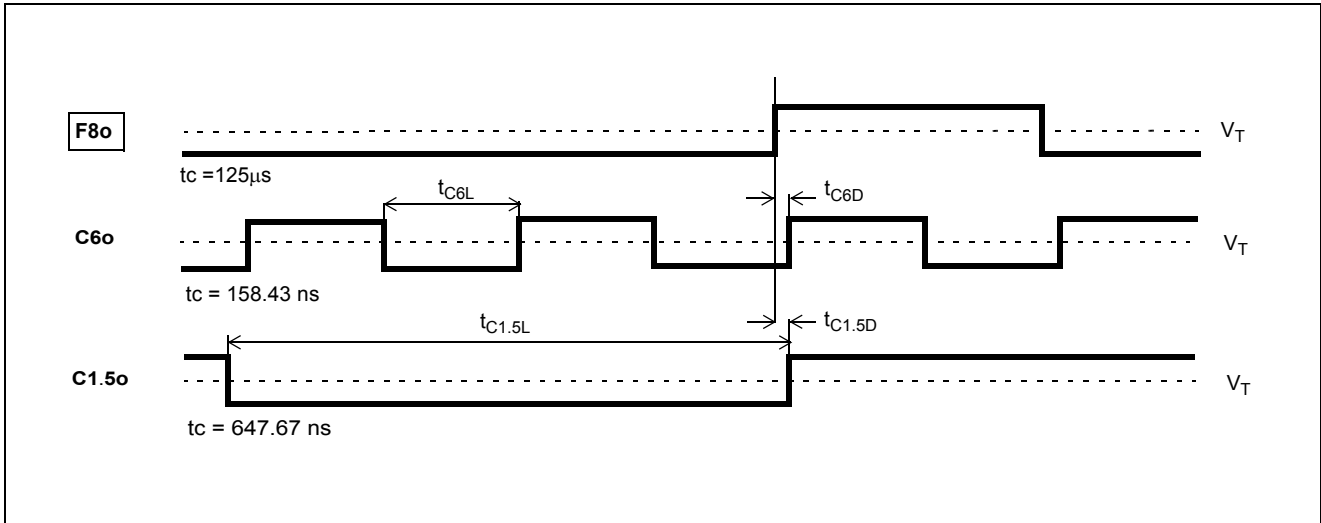 F8o
V_T
tc =125μs
t_C6L
t_C6D
C6o
V_T
tc = 158.43 ns
t_C1.5L
t_C1.5D
C1.5o
V_T
tc = 647.67 ns